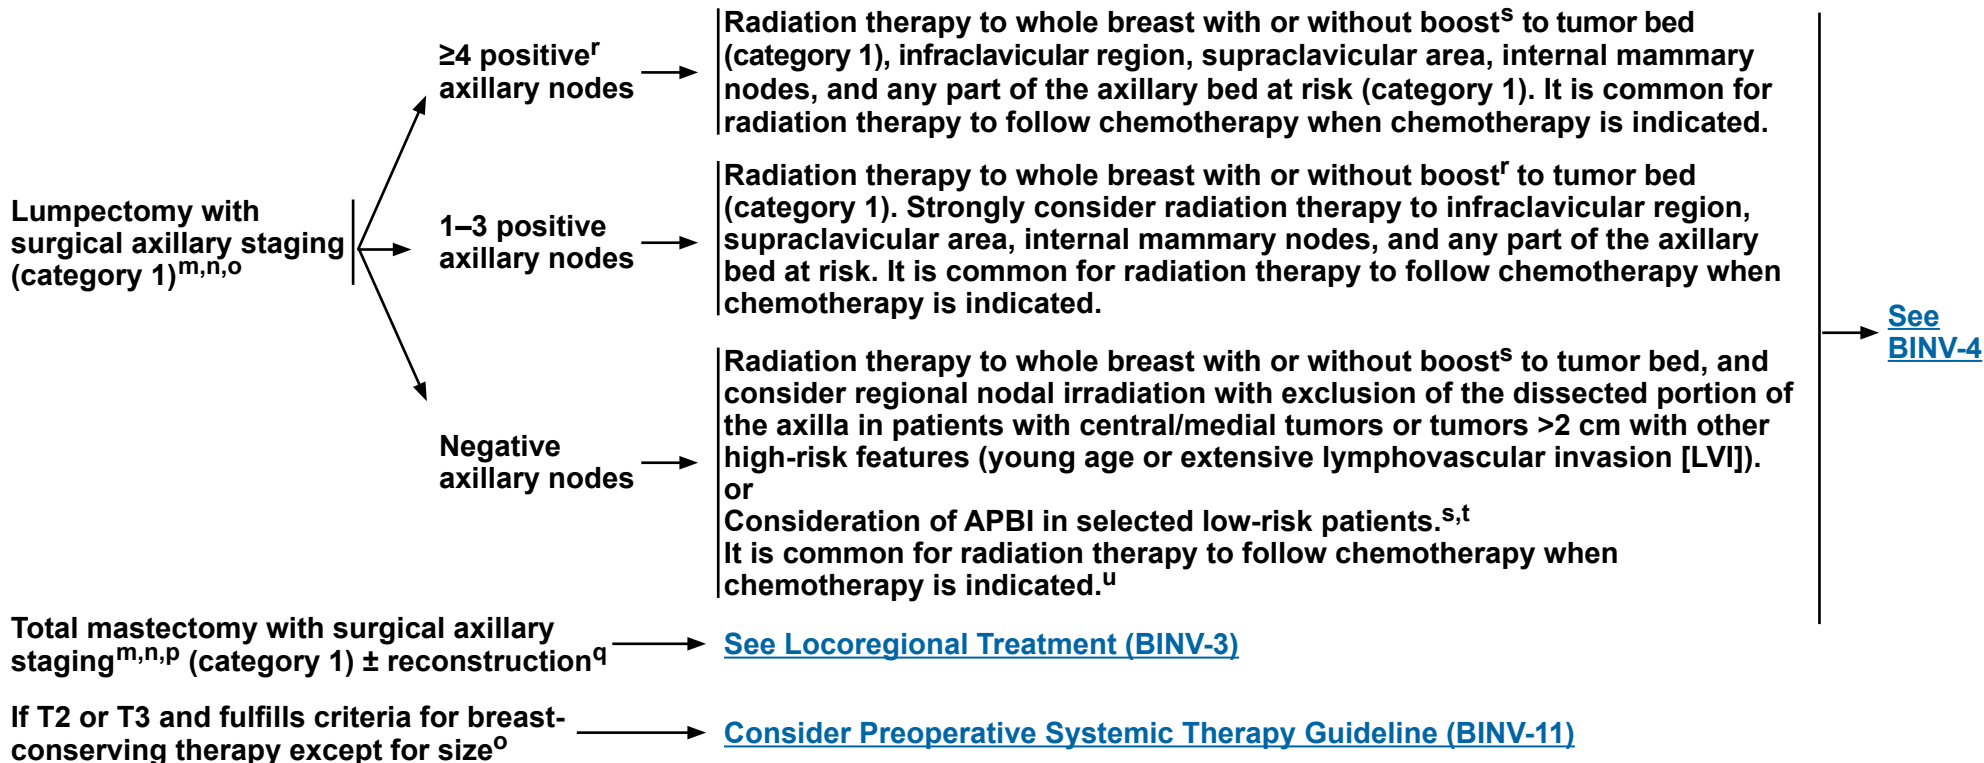 ≥4 positive^r
axillary nodes
Radiation therapy to whole breast with or without boost^s to tumor bed
(category 1), infraclavicular region, supraclavicular area, internal mammary
nodes, and any part of the axillary bed at risk (category 1). It is common for
radiation therapy to follow chemotherapy when chemotherapy is indicated.
Lumpectomy with
surgical axillary staging
(category 1)^m,n,o
1–3 positive
axillary nodes
Radiation therapy to whole breast with or without boost^r to tumor bed
(category 1). Strongly consider radiation therapy to infraclavicular region,
supraclavicular area, internal mammary nodes, and any part of the axillary
bed at risk. It is common for radiation therapy to follow chemotherapy when
chemotherapy is indicated.
Negative
axillary nodes
Radiation therapy to whole breast with or without boost^s to tumor bed, and
consider regional nodal irradiation with exclusion of the dissected portion of
the axilla in patients with central/medial tumors or tumors >2 cm with other
high-risk features (young age or extensive lymphovascular invasion [LVI]).
or
Consideration of APBI in selected low-risk patients.^s,t
It is common for radiation therapy to follow chemotherapy when
chemotherapy is indicated.^u
See
BINV-4
Total mastectomy with surgical axillary
staging^m,n,p (category 1) ± reconstruction^q
See Locoregional Treatment (BINV-3)
If T2 or T3 and fulfills criteria for breast-
conserving therapy except for size^o
Consider Preoperative Systemic Therapy Guideline (BINV-11)